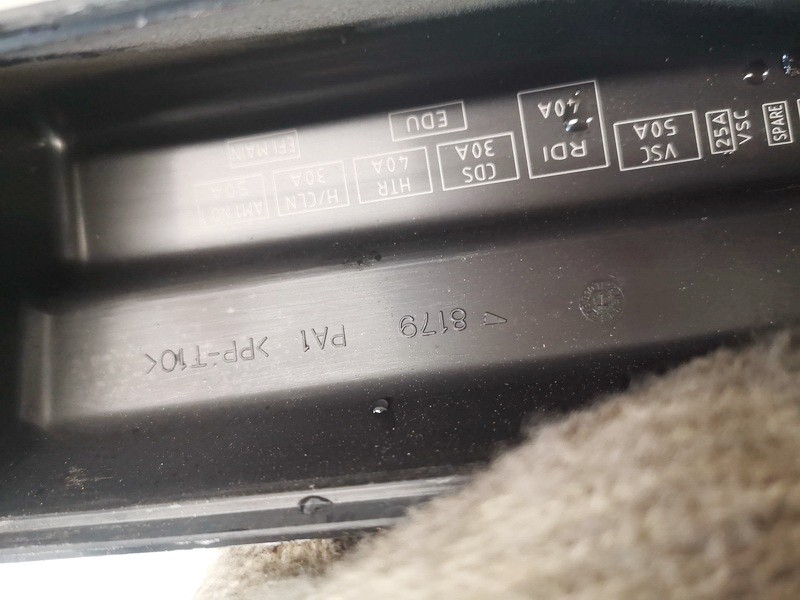 SPARE
25A
VSC
VSC
50A
RDI
40A
CDS
30A
EDU
HTR
40A
H/CLN
30A
EFI MAIN
8179 PA1 >PP-T10<